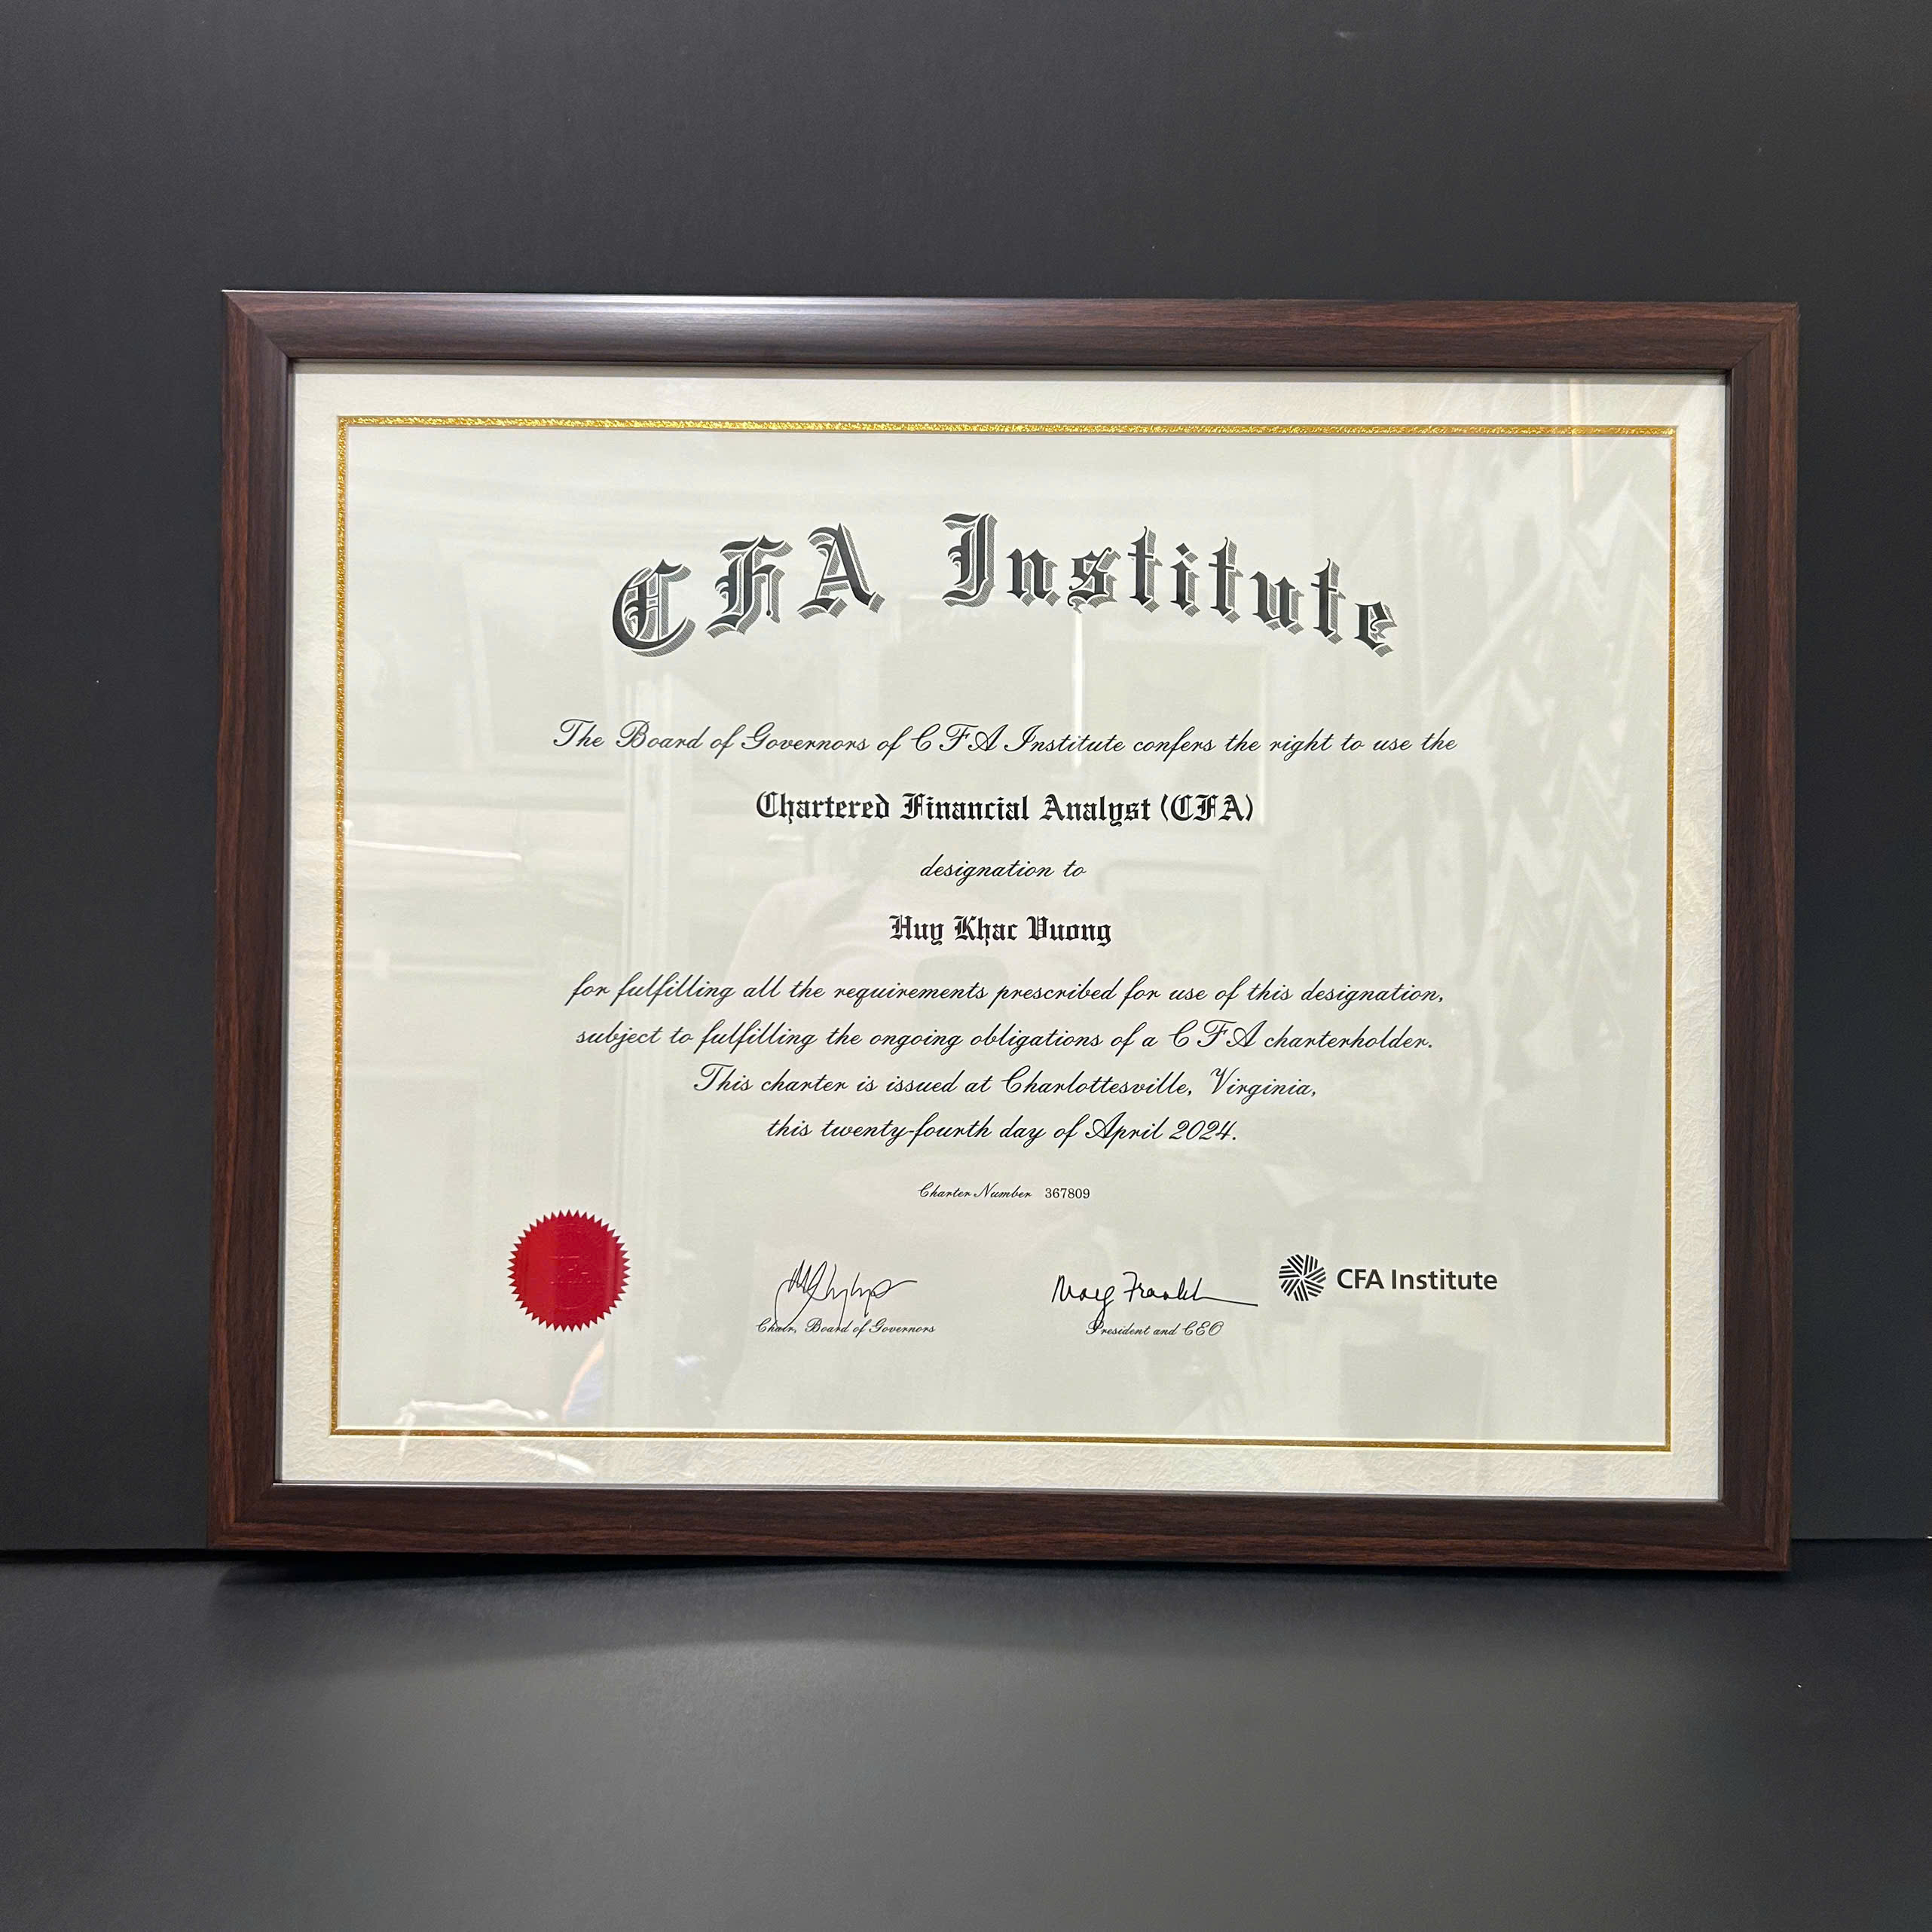 CFA Institute
The Board of Governors of CFA Institute confers the right to use the
Chartered Financial Analyst (CFA)
designation to
Huy Khac Vuong
for fulfilling all the requirements prescribed for use of this designation,
subject to fulfilling the ongoing obligations of a CFA charterholder.
This charter is issued at Charlottesville, Virginia,
this twenty-fourth day of April 2024.
Charter Number 367809
CFA Institute
Chair, Board of Governors
President and CEO